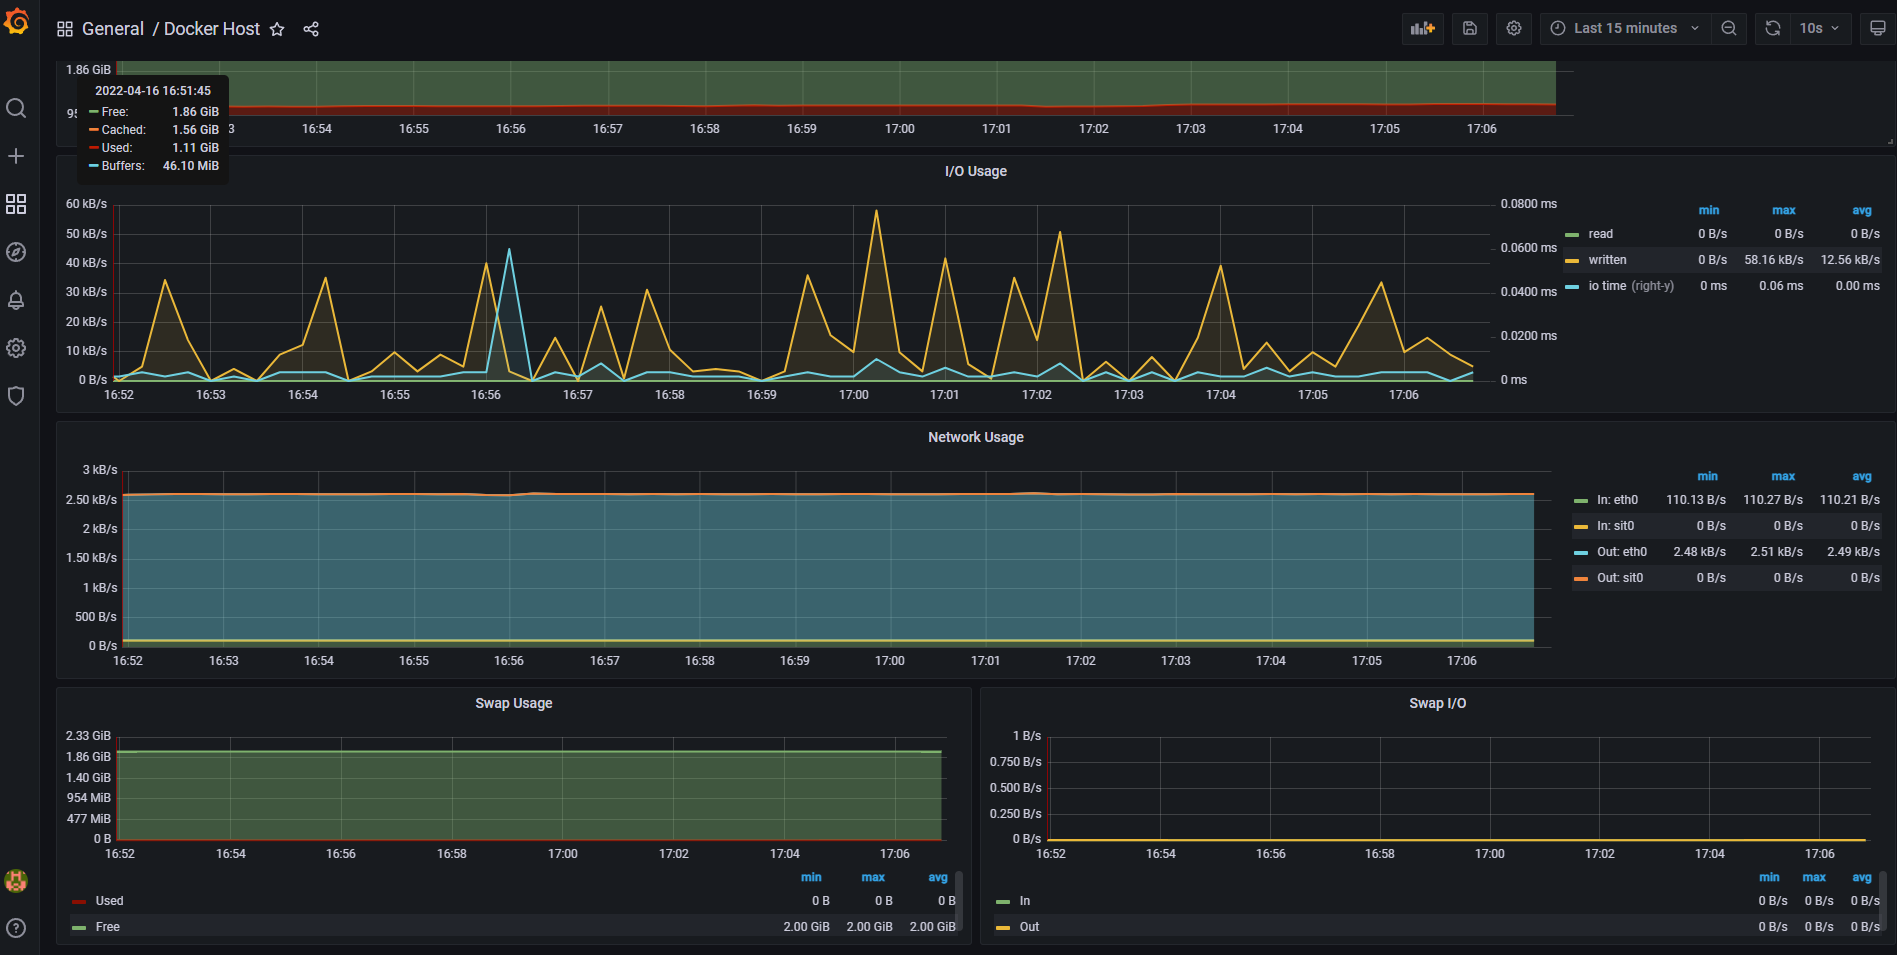 General / Docker Host
Last 15 minutes
10s
1.86 GiB
95
2022-04-16 16:51:45
Free: 1.86 GiB
Cached: 1.56 GiB
Used: 1.11 GiB
Buffers: 46.10 MiB
3 16:54 16:55 16:56 16:57 16:58 16:59 17:00 17:01 17:02 17:03 17:04 17:05 17:06
I/O Usage
60 kB/s
50 kB/s
40 kB/s
30 kB/s
20 kB/s
10 kB/s
0 B/s
0.0800 ms
0.0600 ms
0.0400 ms
0.0200 ms
0 ms
16:52 16:53 16:54 16:55 16:56 16:57 16:58 16:59 17:00 17:01 17:02 17:03 17:04 17:05 17:06
min max avg
read 0 B/s 0 B/s 0 B/s
written 0 B/s 58.16 kB/s 12.56 kB/s
io time (right-y) 0 ms 0.06 ms 0.00 ms
Network Usage
3 kB/s
2.50 kB/s
2 kB/s
1.50 kB/s
1 kB/s
500 B/s
0 B/s
16:52 16:53 16:54 16:55 16:56 16:57 16:58 16:59 17:00 17:01 17:02 17:03 17:04 17:05 17:06
min max avg
In: eth0 110.13 B/s 110.27 B/s 110.21 B/s
In: sit0 0 B/s 0 B/s 0 B/s
Out: eth0 2.48 kB/s 2.51 kB/s 2.49 kB/s
Out: sit0 0 B/s 0 B/s 0 B/s
Swap Usage
2.33 GiB
1.86 GiB
1.40 GiB
954 MiB
477 MiB
0 B
16:52 16:54 16:56 16:58 17:00 17:02 17:04 17:06
min max avg
Used 0 B 0 B 0 B
Free 2.00 GiB 2.00 GiB 2.00 GiB
Swap I/O
1 B/s
0.750 B/s
0.500 B/s
0.250 B/s
0 B/s
16:52 16:54 16:56 16:58 17:00 17:02 17:04 17:06
min max avg
In 0 B/s 0 B/s 0 B/s
Out 0 B/s 0 B/s 0 B/s